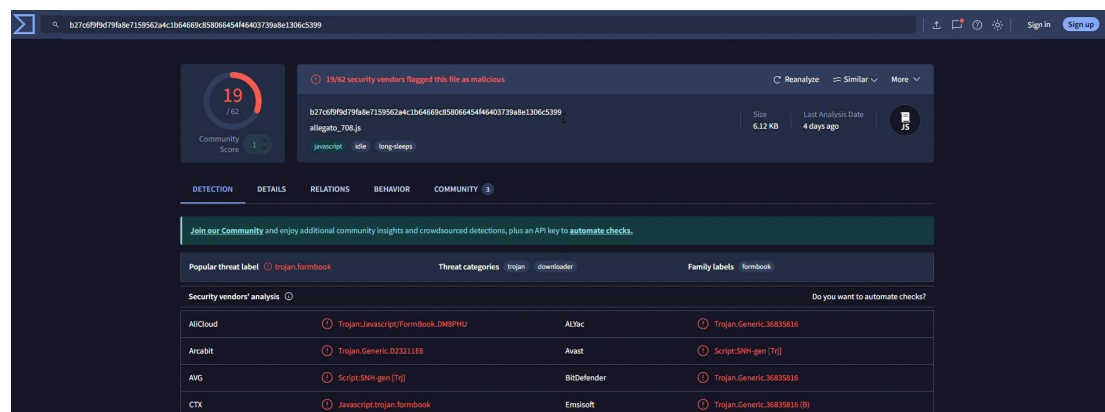 b27c6f9f9d79fa8e7159562a4c1b64669c858066454f46403739a8e1306c5399
Sign in
Sign up
19/62 security vendors flagged this file as malicious
Reanalyze
Similar
More
19
/ 62
Community Score
1
b27c6f9f9d79fa8e7159562a4c1b64669c858066454f46403739a8e1306c5399
allegato_708.js
javascript idle long-sleeps
Size
6.12 KB
Last Analysis Date
4 days ago
JS
DETECTION DETAILS RELATIONS BEHAVIOR COMMUNITY 3
Join our Community and enjoy additional community insights and crowdsourced detections, plus an API key to automate checks.
Popular threat label trojan.formbook Threat categories trojan downloader Family labels formbook
Security vendors' analysis Do you want to automate checks?
AliCloud Trojan:Javascript/FormBook.DM8PHU ALYac Trojan.Generic.36835816
Arcabit Trojan.Generic.D23211E8 Avast Script:SNH-gen [Trj]
AVG Script:SNH-gen [Trj] BitDefender Trojan.Generic.36835816
CTX Javascript.trojan.formbook Emsisoft Trojan.Generic.36835816 (B)